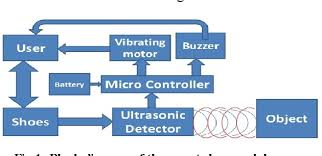 User
Vibrating
motor
Buzzer
Battery
Micro Controller
Shoes
Ultrasonic
Detector
Object